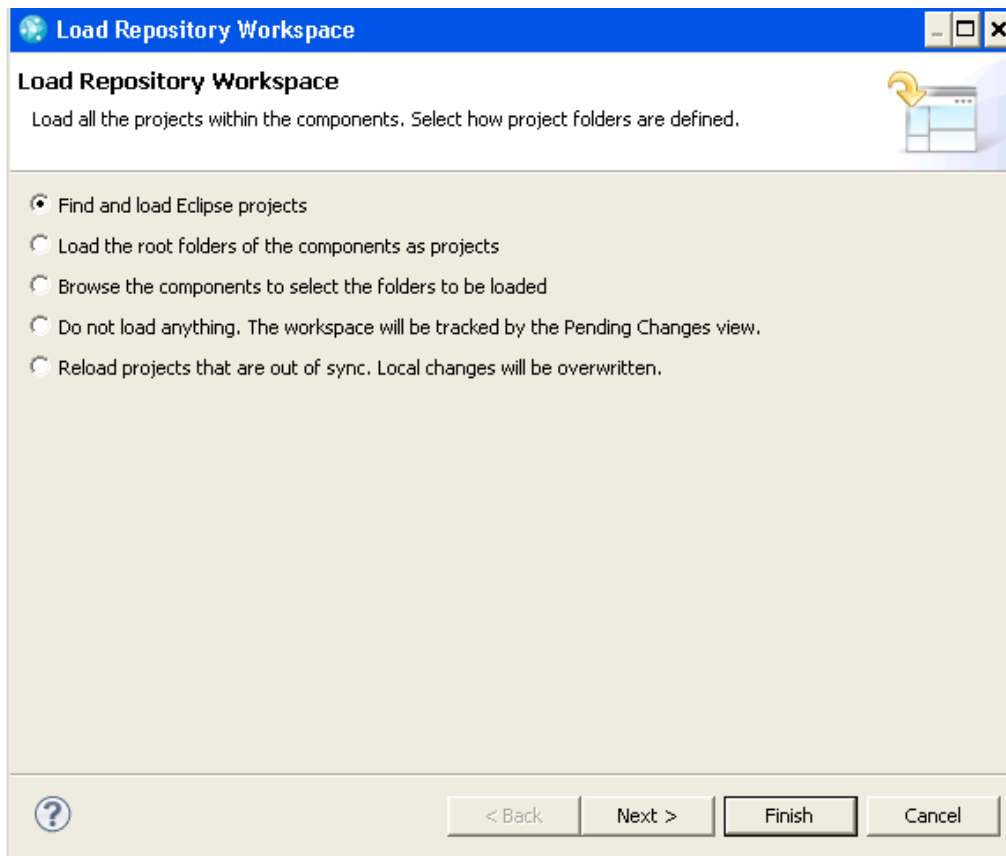 Load Repository Workspace
Load Repository Workspace
Load all the projects within the components. Select how project folders are defined.
Find and load Eclipse projects
Load the root folders of the components as projects
Browse the components to select the folders to be loaded
Do not load anything. The workspace will be tracked by the Pending Changes view.
Reload projects that are out of sync. Local changes will be overwritten.
? < Back Next > Finish Cancel